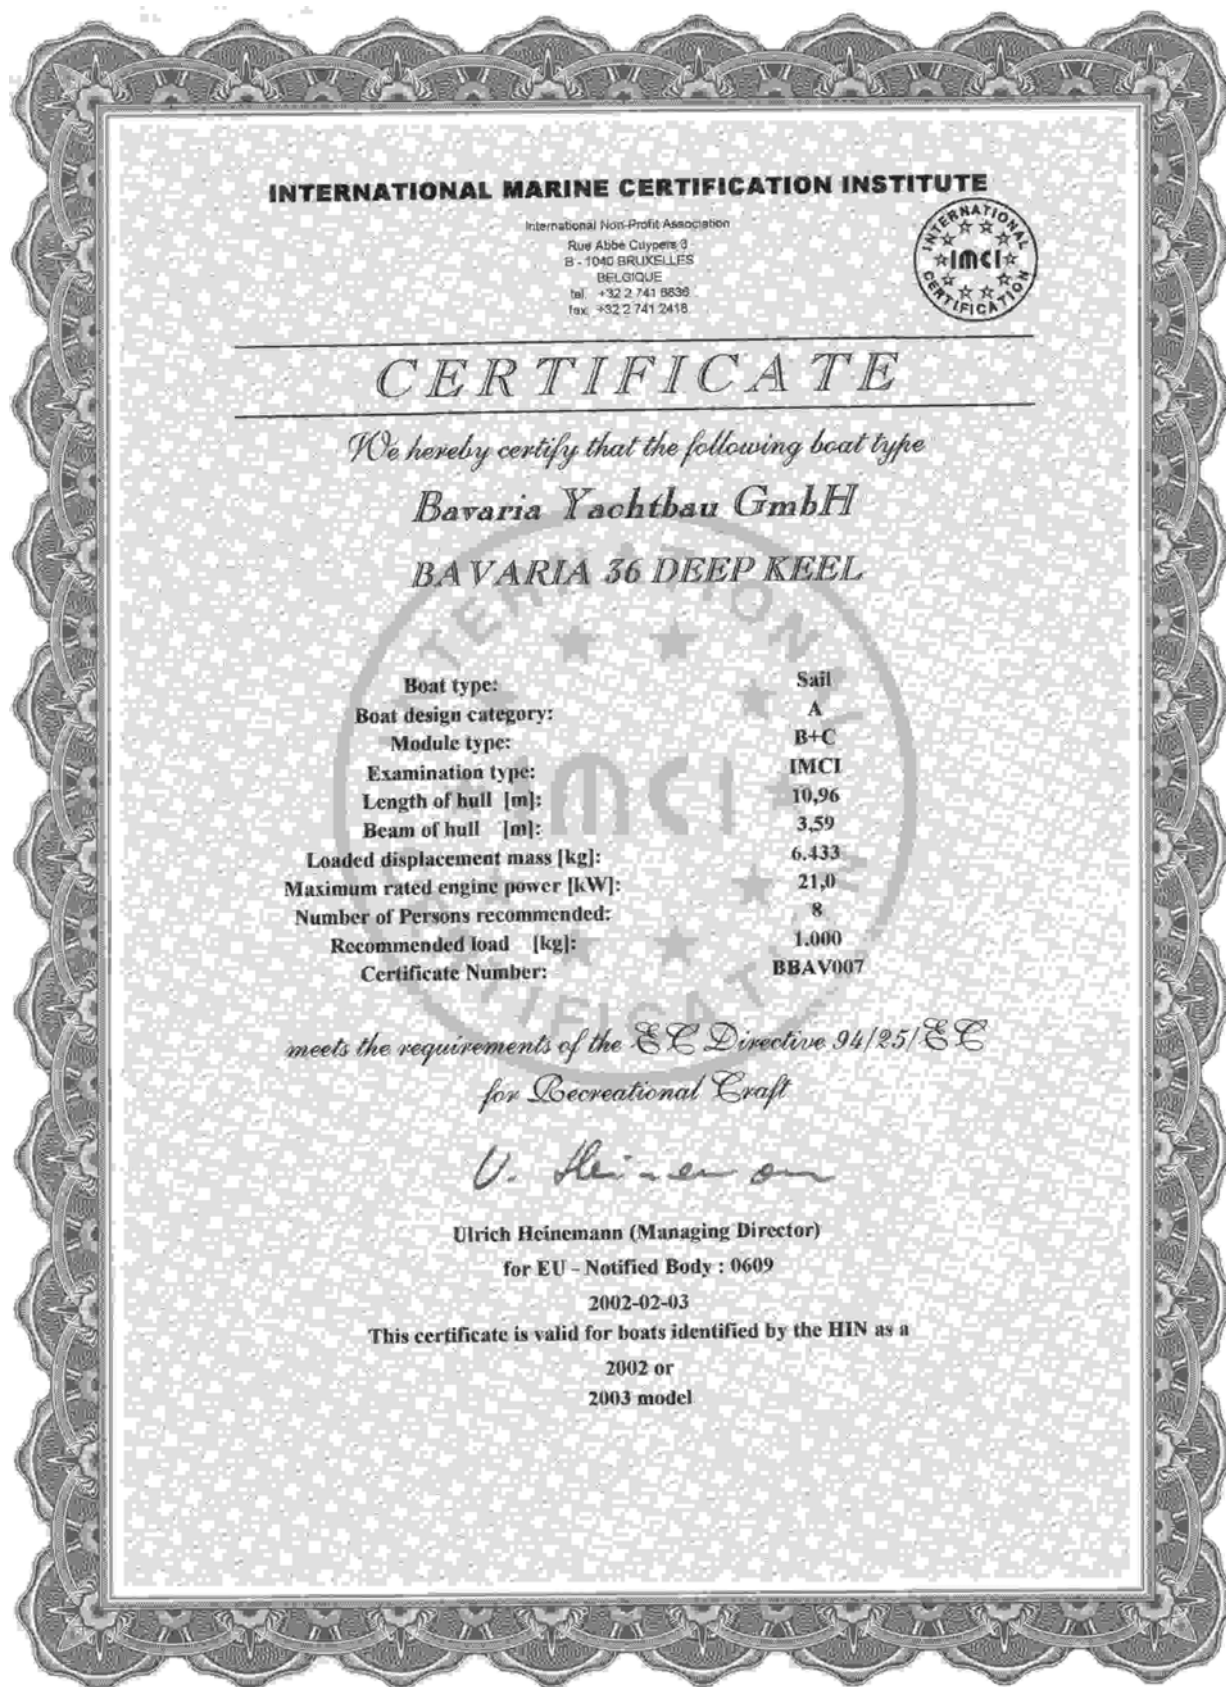 INTERNATIONAL MARINE CERTIFICATION INSTITUTE
International Non-Profit Association
Rue Abbé Cuypers 3
B - 1040 BRUXELLES
BELGIQUE
tel. +32 2 741 6836
fax. +32 2 741 2418
INTERNATIONAL
IMCI
CERTIFICATION
CERTIFICATE
We hereby certify that the following boat type
Bavaria Yachtbau GmbH
BAVARIA 36 DEEP KEEL
Boat type: Sail
Boat design category: A
Module type: B+C
Examination type: IMCI
Length of hull [m]: 10,96
Beam of hull [m]: 3,59
Loaded displacement mass [kg]: 6.433
Maximum rated engine power [kW]: 21,0
Number of Persons recommended: 8
Recommended load [kg]: 1.000
Certificate Number: BBAV007
INTERNATIONAL
IMCI
CERTIFICATION
meets the requirements of the EC Directive 94/25/EC
for Recreational Craft
U. Heinemann
Ulrich Heinemann (Managing Director)
for EU - Notified Body : 0609
2002-02-03
This certificate is valid for boats identified by the HIN as a
2002 or
2003 model